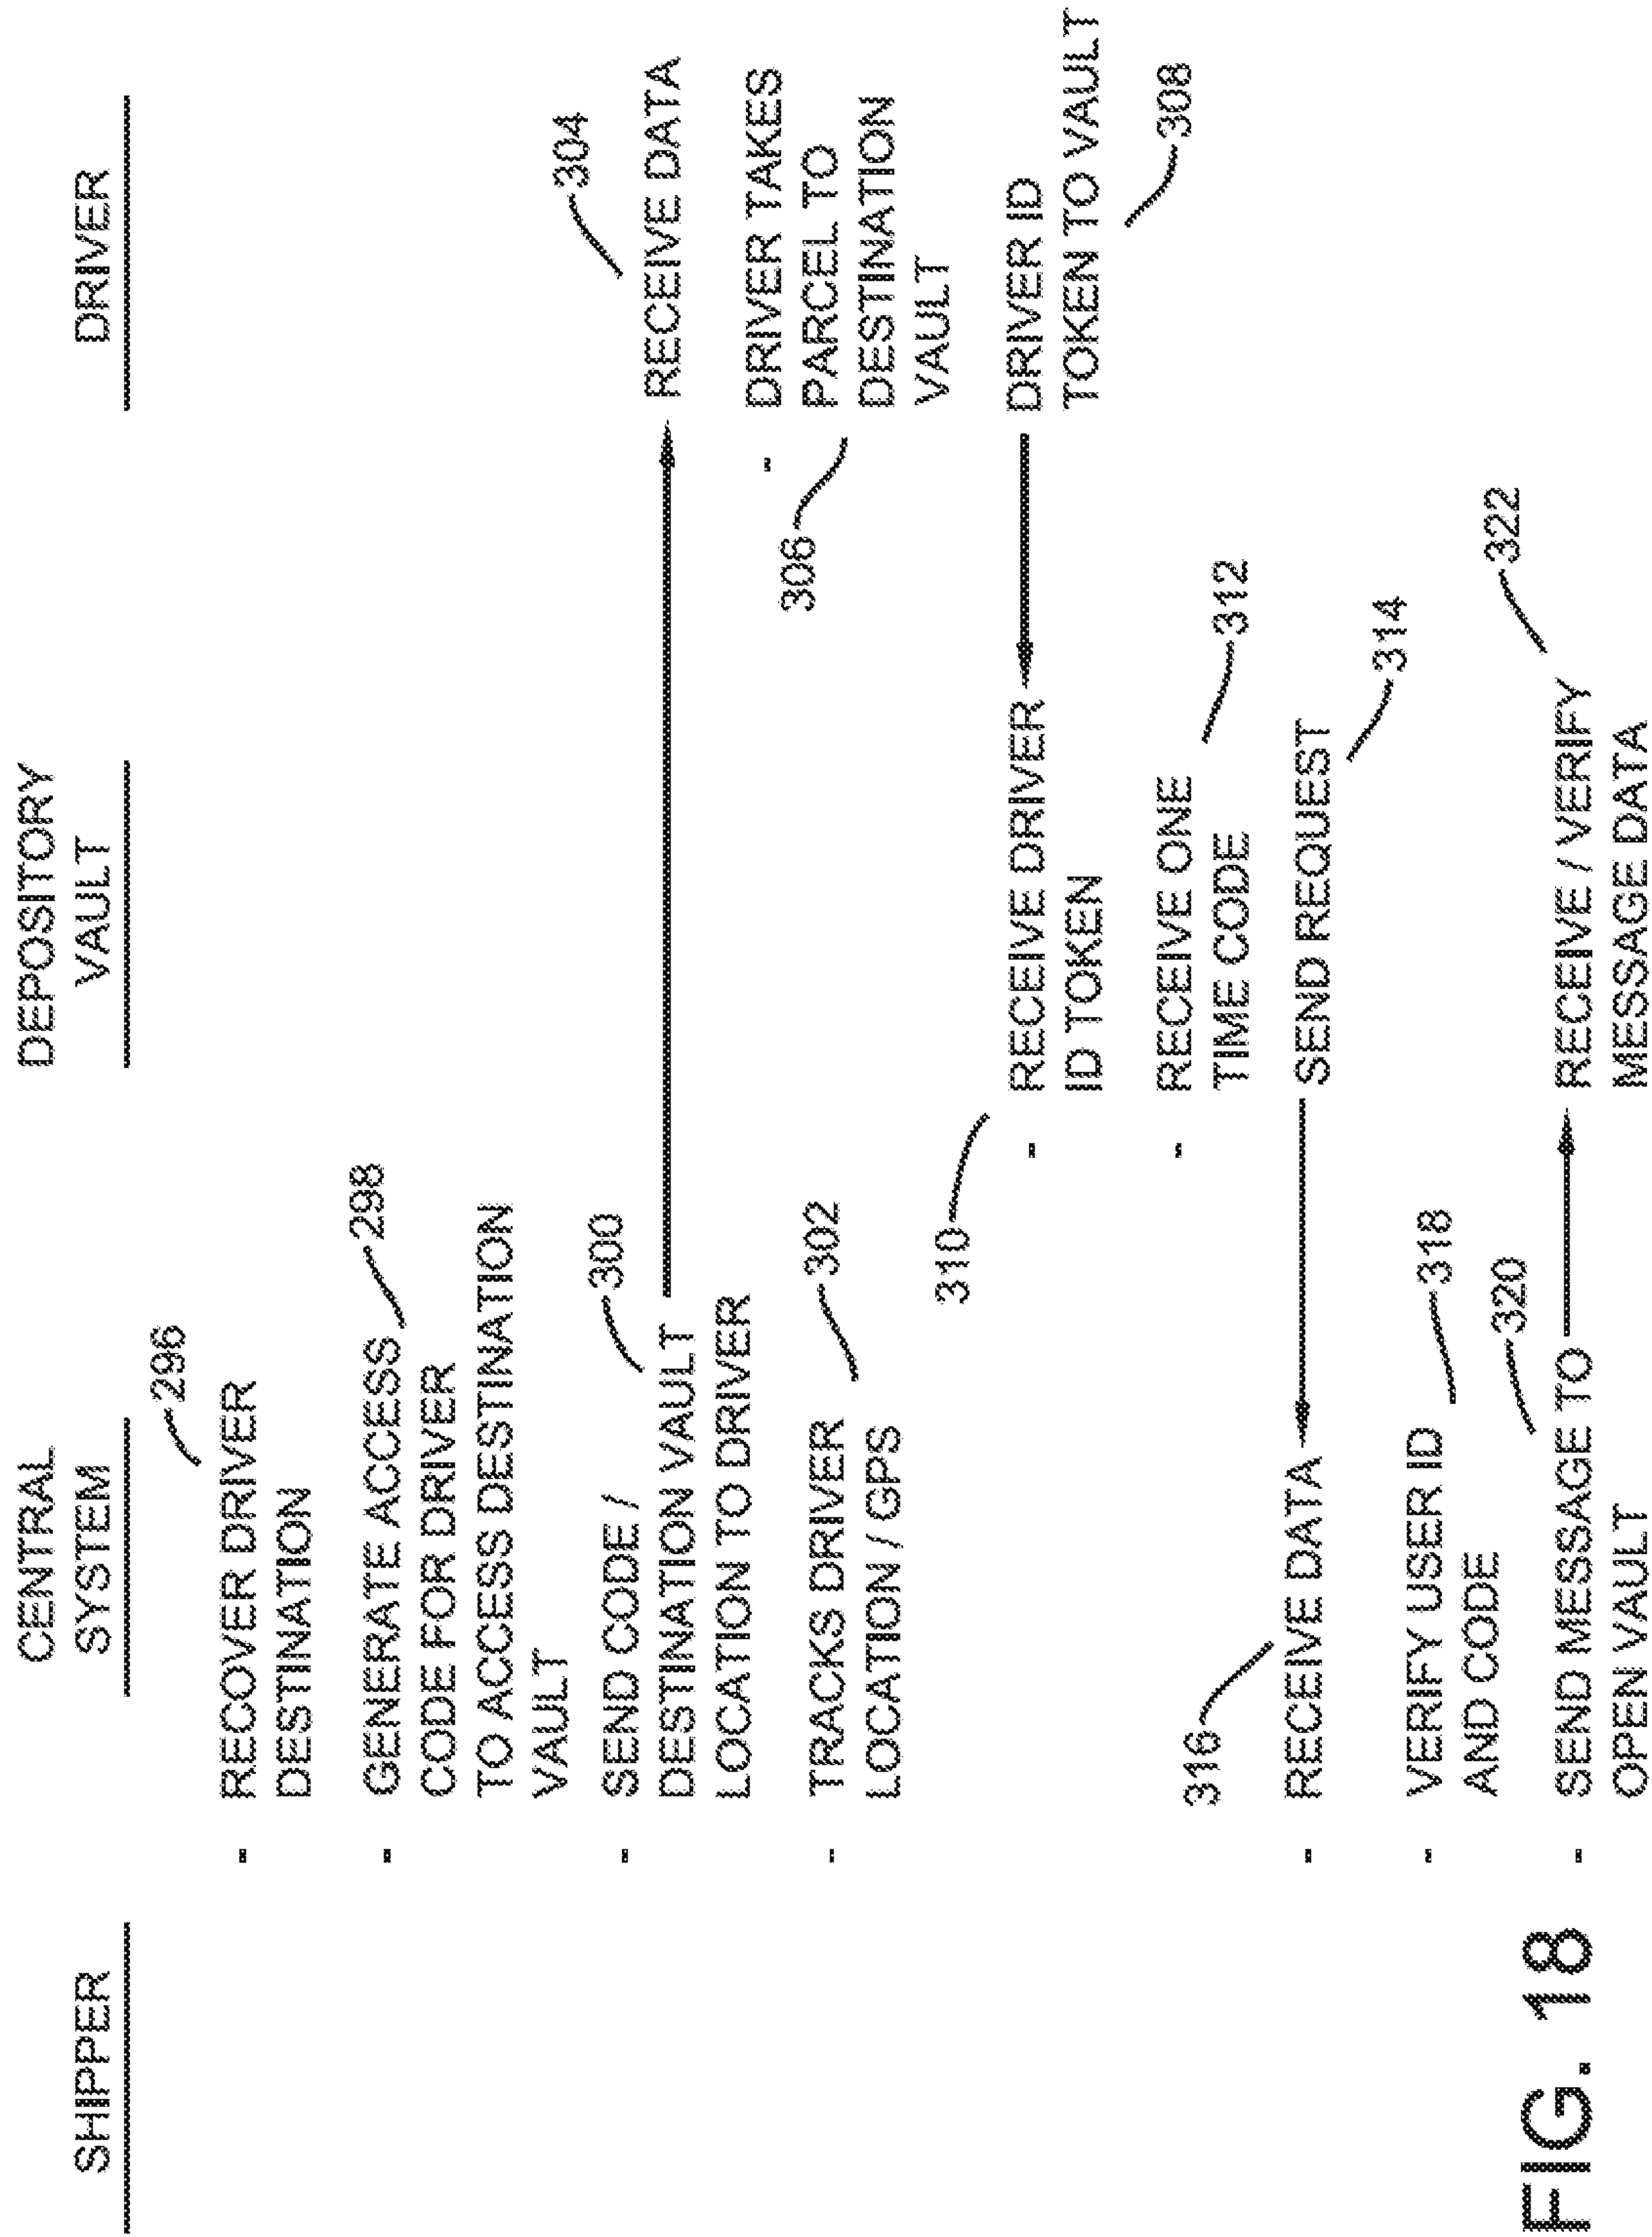 SHIPPER
CENTRAL
SYSTEM
DEPOSITORY
VAULT
DRIVER
296
- RECOVER DRIVER
DESTINATION
298
- GENERATE ACCESS
CODE FOR DRIVER
TO ACCESS DESTINATION
VAULT
300
- SEND CODE /
DESTINATION VAULT
LOCATION TO DRIVER
304
RECEIVE DATA
302
- TRACKS DRIVER
LOCATION / GPS
306
- DRIVER TAKES
PARCEL TO
DESTINATION
VAULT
DRIVER ID
TOKEN TO VAULT
308
310
- RECEIVE DRIVER
ID TOKEN
- RECEIVE ONE
TIME CODE
312
SEND REQUEST
314
316
- RECEIVE DATA
- VERIFY USER ID
AND CODE
318
320
- SEND MESSAGE TO
OPEN VAULT
322
RECEIVE / VERIFY
MESSAGE DATA
FIG. 18